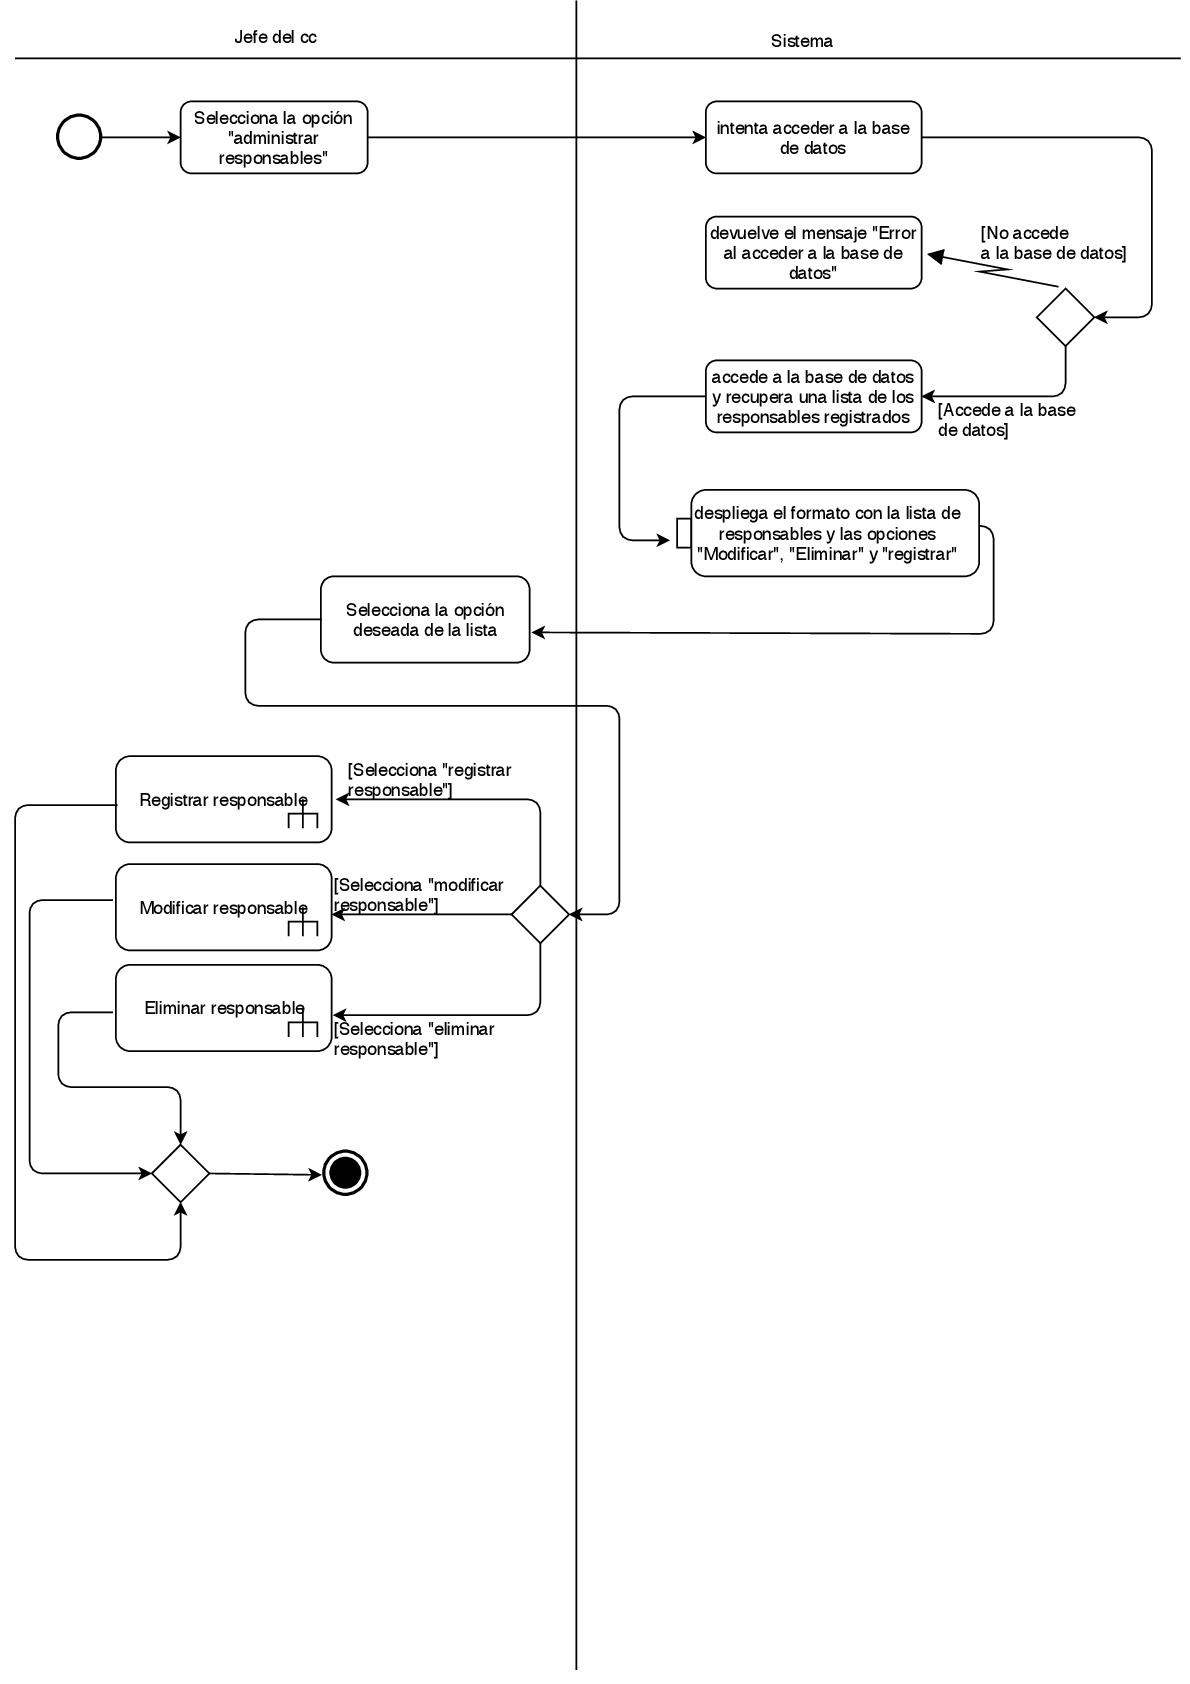 Jefe del cc
Sistema
Selecciona la opción
"administrar
responsables"
intenta acceder a la base
de datos
devuelve el mensaje "Error
al acceder a la base de
datos"
[No accede
a la base de datos]
accede a la base de datos
y recupera una lista de los
responsables registrados
[Accede a la base
de datos]
despliega el formato con la lista de
responsables y las opciones
"Modificar", "Eliminar" y "registrar"
Selecciona la opción
deseada de la lista
[Selecciona "registrar
responsable"]
Registrar responsable
[Selecciona "modificar
responsable"]
Modificar responsable
Eliminar responsable
[Selecciona "eliminar
responsable"]